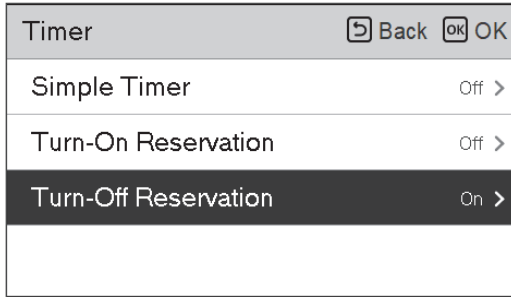 Timer Back OK OK
Simple Timer Off >
Turn-On Reservation Off >
Turn-Off Reservation On >